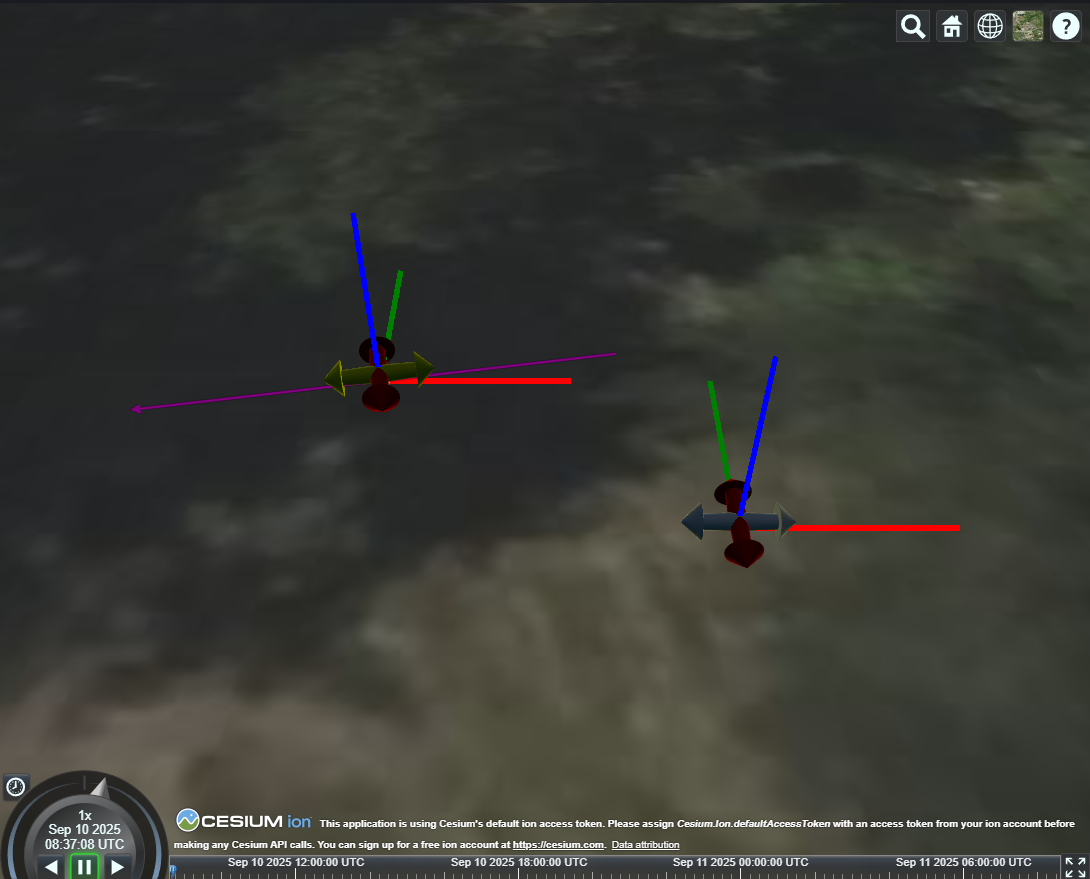 ?
1x
Sep 10 2025
08:37:08 UTC
CESIUM ion This application is using Cesium's default ion access token. Please assign Cesium.Ion.defaultAccessToken with an access token from your ion account before
making any Cesium API calls. You can sign up for a free ion account at https://cesium.com. Data attribution
Sep 10 2025 12:00:00 UTC Sep 10 2025 18:00:00 UTC Sep 11 2025 00:00:00 UTC Sep 11 2025 06:00:00 UTC